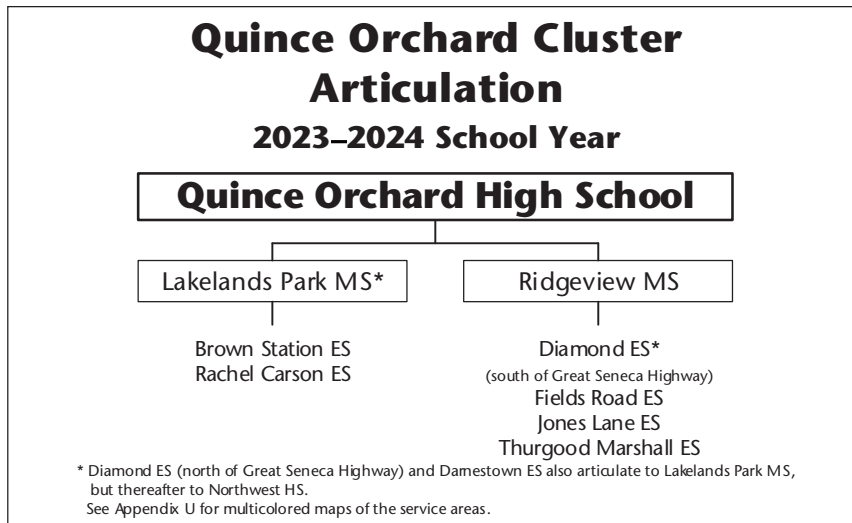 Quince Orchard Cluster
Articulation
2023–2024 School Year
Quince Orchard High School
Lakelands Park MS*
Ridgeview MS
Brown Station ES
Rachel Carson ES
Diamond ES*
(south of Great Seneca Highway)
Fields Road ES
Jones Lane ES
Thurgood Marshall ES
* Diamond ES (north of Great Seneca Highway) and Darnestown ES also articulate to Lakelands Park MS,
but thereafter to Northwest HS.
See Appendix U for multicolored maps of the service areas.